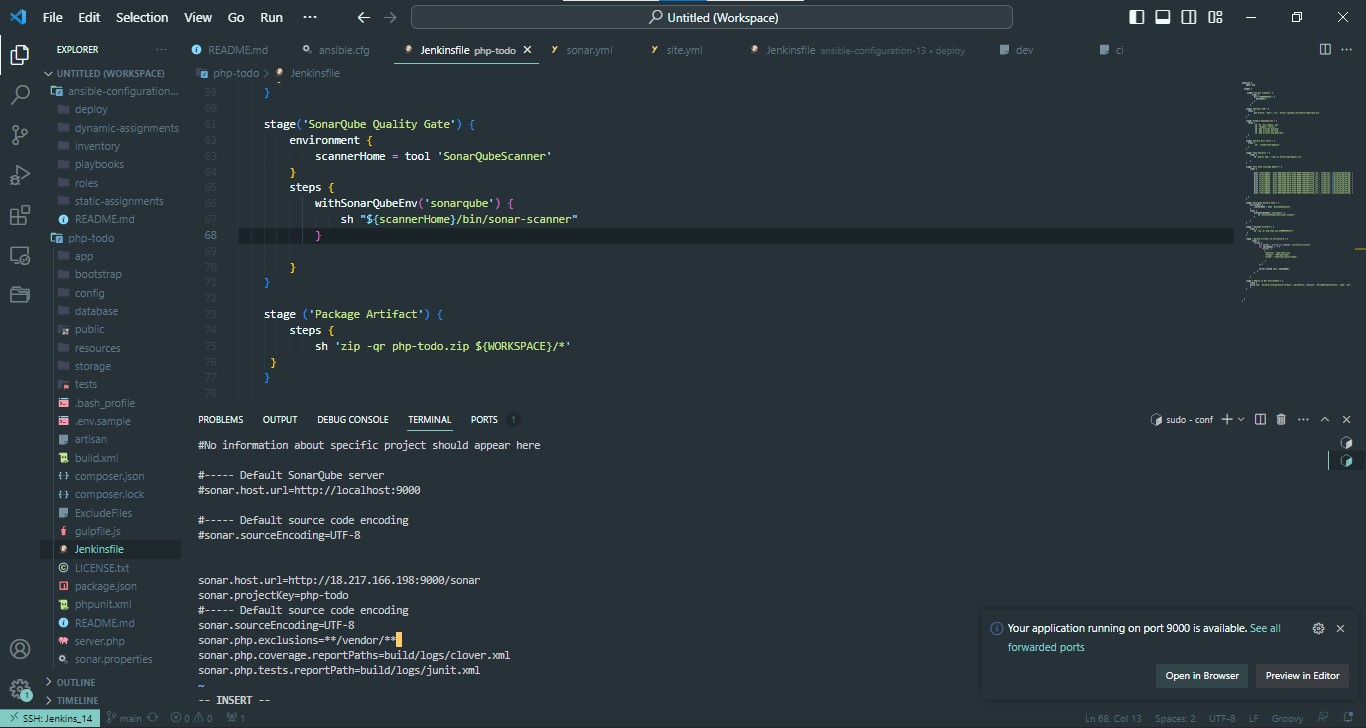 File Edit Selection View Go Run ··· Untitled (Workspace)
EXPLORER ···
README.md ansible.cfg Jenkinsfile php-todo sonar.yml site.yml Jenkinsfile ansible-configuration-13 • deploy dev ci
UNTITLED (WORKSPACE)
ansible-configuration...
deploy
dynamic-assignments
inventory
playbooks
roles
static-assignments
README.md
php-todo
app
bootstrap
config
database
public
resources
storage
tests
.bash_profile
.env.sample
artisan
build.xml
composer.json
composer.lock
ExcludeFiles
gulpfile.js
Jenkinsfile
LICENSE.txt
package.json
phpunit.xml
README.md
server.php
sonar.properties
OUTLINE
TIMELINE
php-todo > Jenkinsfile
59 }
60
61 stage('SonarQube Quality Gate') {
62 environment {
63 scannerHome = tool 'SonarQubeScanner'
64 }
65 steps {
66 withSonarQubeEnv('sonarqube') {
67 sh "${scannerHome}/bin/sonar-scanner"
68 }
69
70 }
71 }
72
73 stage ('Package Artifact') {
74 steps {
75 sh 'zip -qr php-todo.zip ${WORKSPACE}/*'
76 }
77 }
78
PROBLEMS OUTPUT DEBUG CONSOLE TERMINAL PORTS 1 sudo - conf
#No information about specific project should appear here
#----- Default SonarQube server
#sonar.host.url=http://localhost:9000
#----- Default source code encoding
#sonar.sourceEncoding=UTF-8
sonar.host.url=http://18.217.166.198:9000/sonar
sonar.projectKey=php-todo
#----- Default source code encoding
sonar.sourceEncoding=UTF-8
sonar.php.exclusions=**/vendor/**
sonar.php.coverage.reportPaths=build/logs/clover.xml
sonar.php.tests.reportPath=build/logs/junit.xml
~
-- INSERT --
Your application running on port 9000 is available. See all
forwarded ports
Open in Browser Preview in Editor
1
SSH: Jenkins_14 main 0 0 1 Ln 68, Col 13 Spaces: 2 UTF-8 LF Groovy